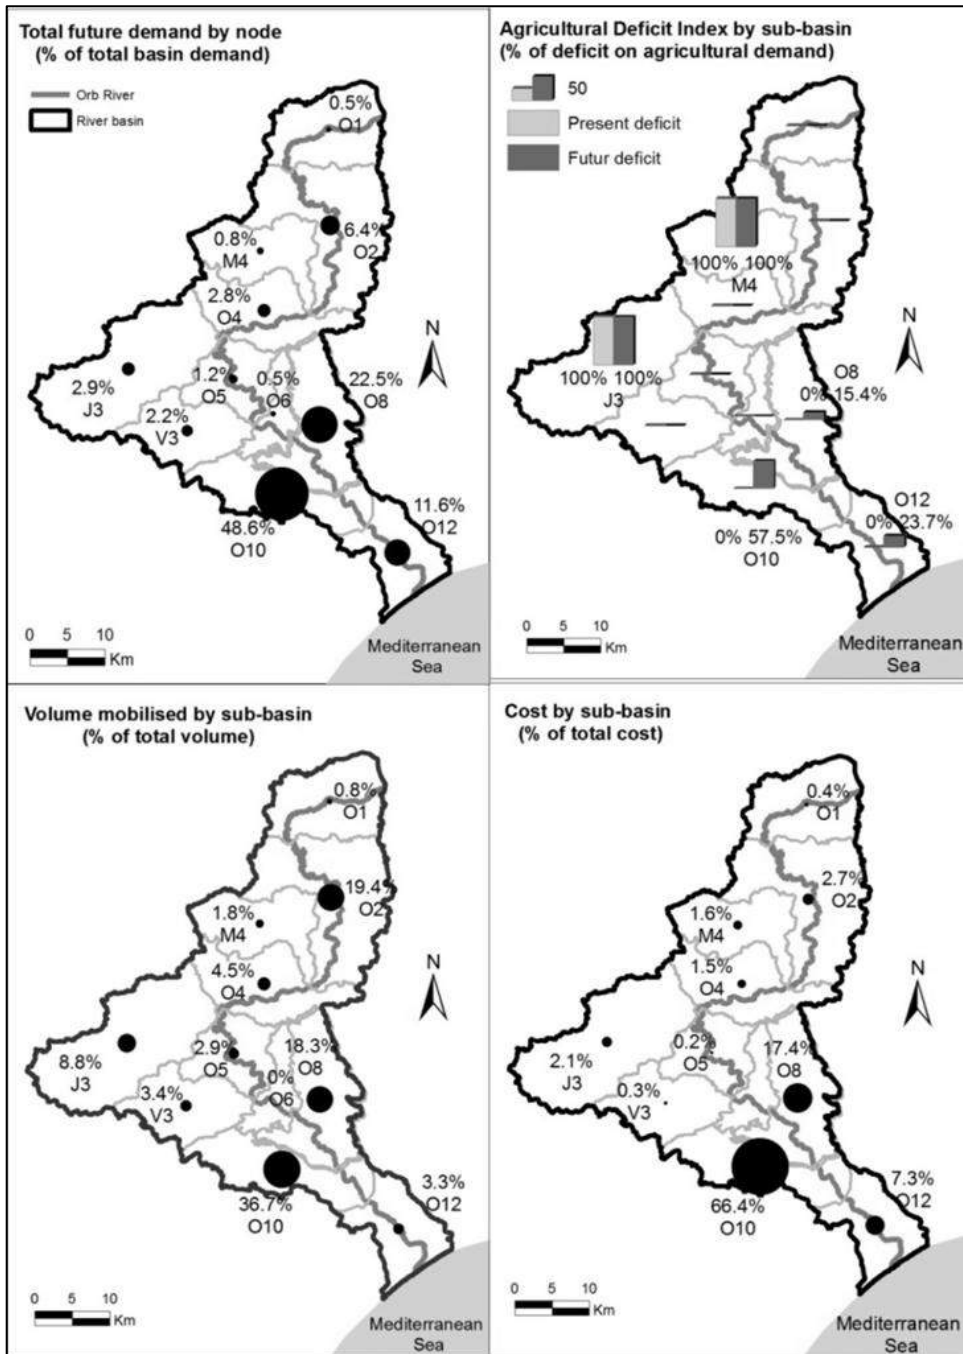 Total future demand by node
(% of total basin demand)
Orb River
River basin
0.5%
O1
6.4%
O2
0.8%
M4
2.8%
O4
2.9%
J3
1.2%
O5
0.5%
O6
22.5%
O8
2.2%
V3
48.6%
O10
11.6%
O12
N
0 5 10
Km
Mediterranean
Sea
Agricultural Deficit Index by sub-basin
(% of deficit on agricultural demand)
50
Present deficit
Futur deficit
100% 100%
M4
100% 100%
J3
O8
0% 15.4%
O12
0% 23.7%
0% 57.5%
O10
N
0 5 10
Km
Mediterranean
Sea
Volume mobilised by sub-basin
(% of total volume)
0.8%
O1
19.4%
O2
1.8%
M4
4.5%
O4
8.8%
J3
2.9%
O5
0%
O6
18.3%
O8
3.4%
V3
36.7%
O10
3.3%
O12
N
0 5 10
Km
Mediterranean
Sea
Cost by sub-basin
(% of total cost)
0.4%
O1
2.7%
O2
1.6%
M4
1.5%
O4
2.1%
J3
0.2%
O5
17.4%
O8
0.3%
V3
66.4%
O10
7.3%
O12
N
0 5 10
Km
Mediterranean
Sea